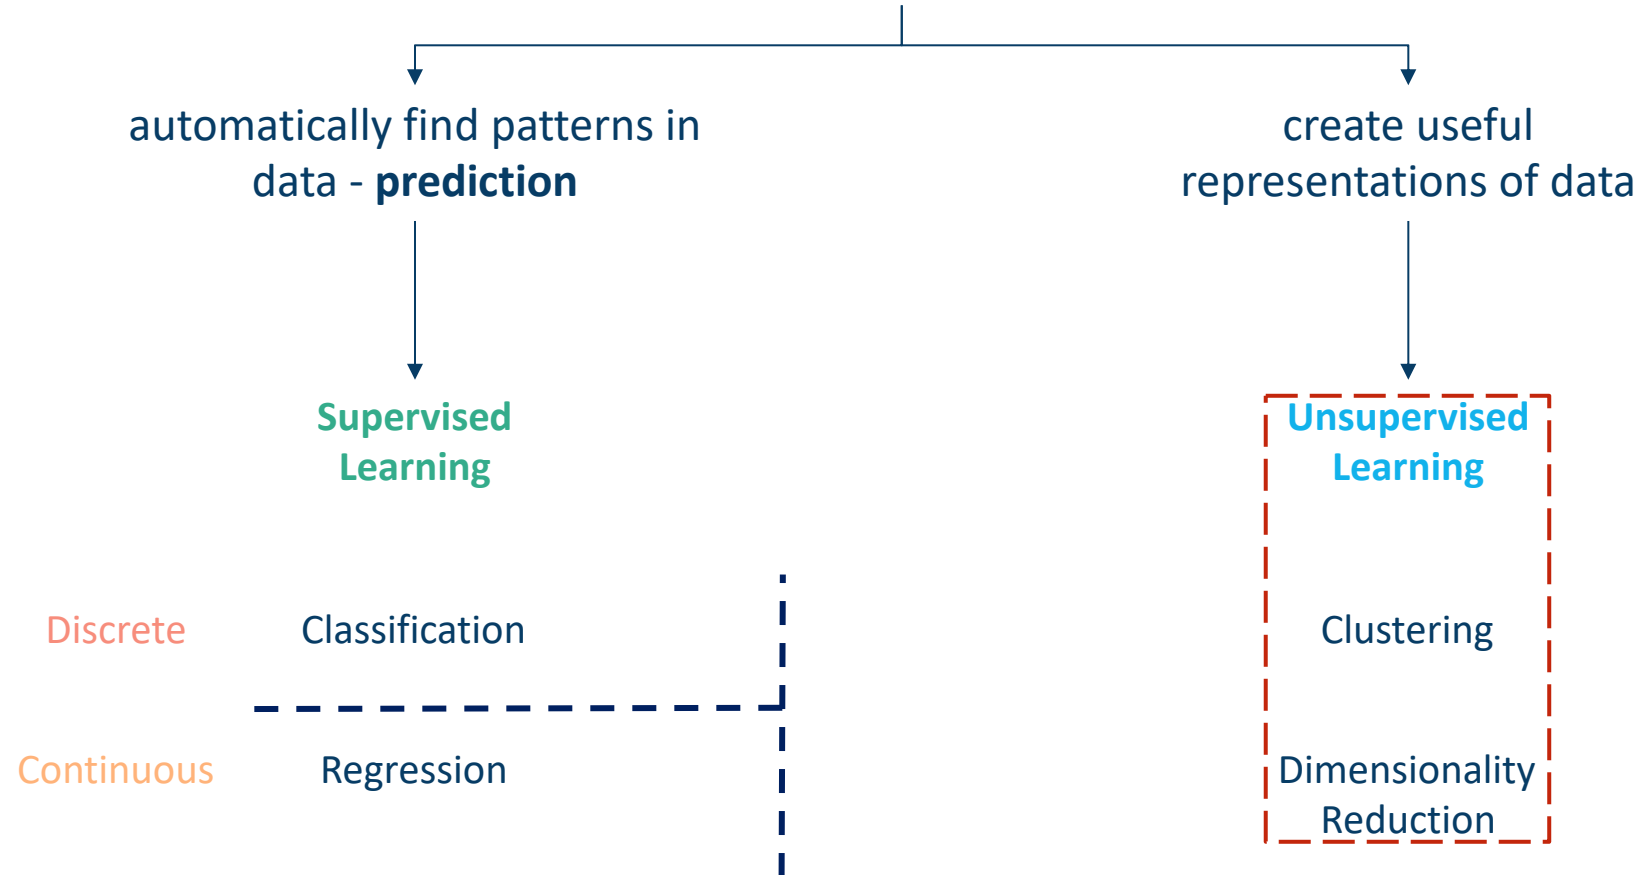 automatically find patterns in
data - prediction
create useful
representations of data
Supervised
Learning
Unsupervised
Learning
Discrete
Classification
Clustering
Continuous
Regression
Dimensionality
Reduction